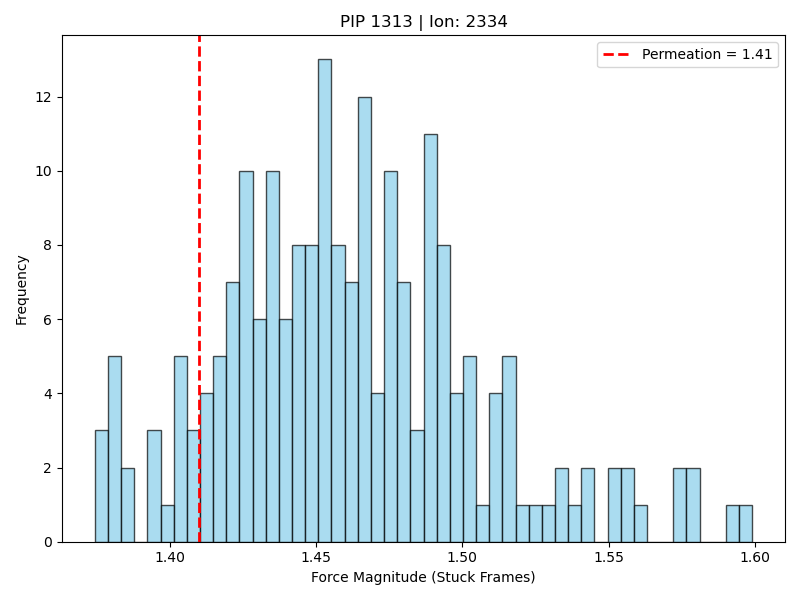 PIP 1313 | Ion: 2334
Permeation = 1.41
Frequency
12
10
8
6
4
2
0
1.40 1.45 1.50 1.55 1.60
Force Magnitude (Stuck Frames)